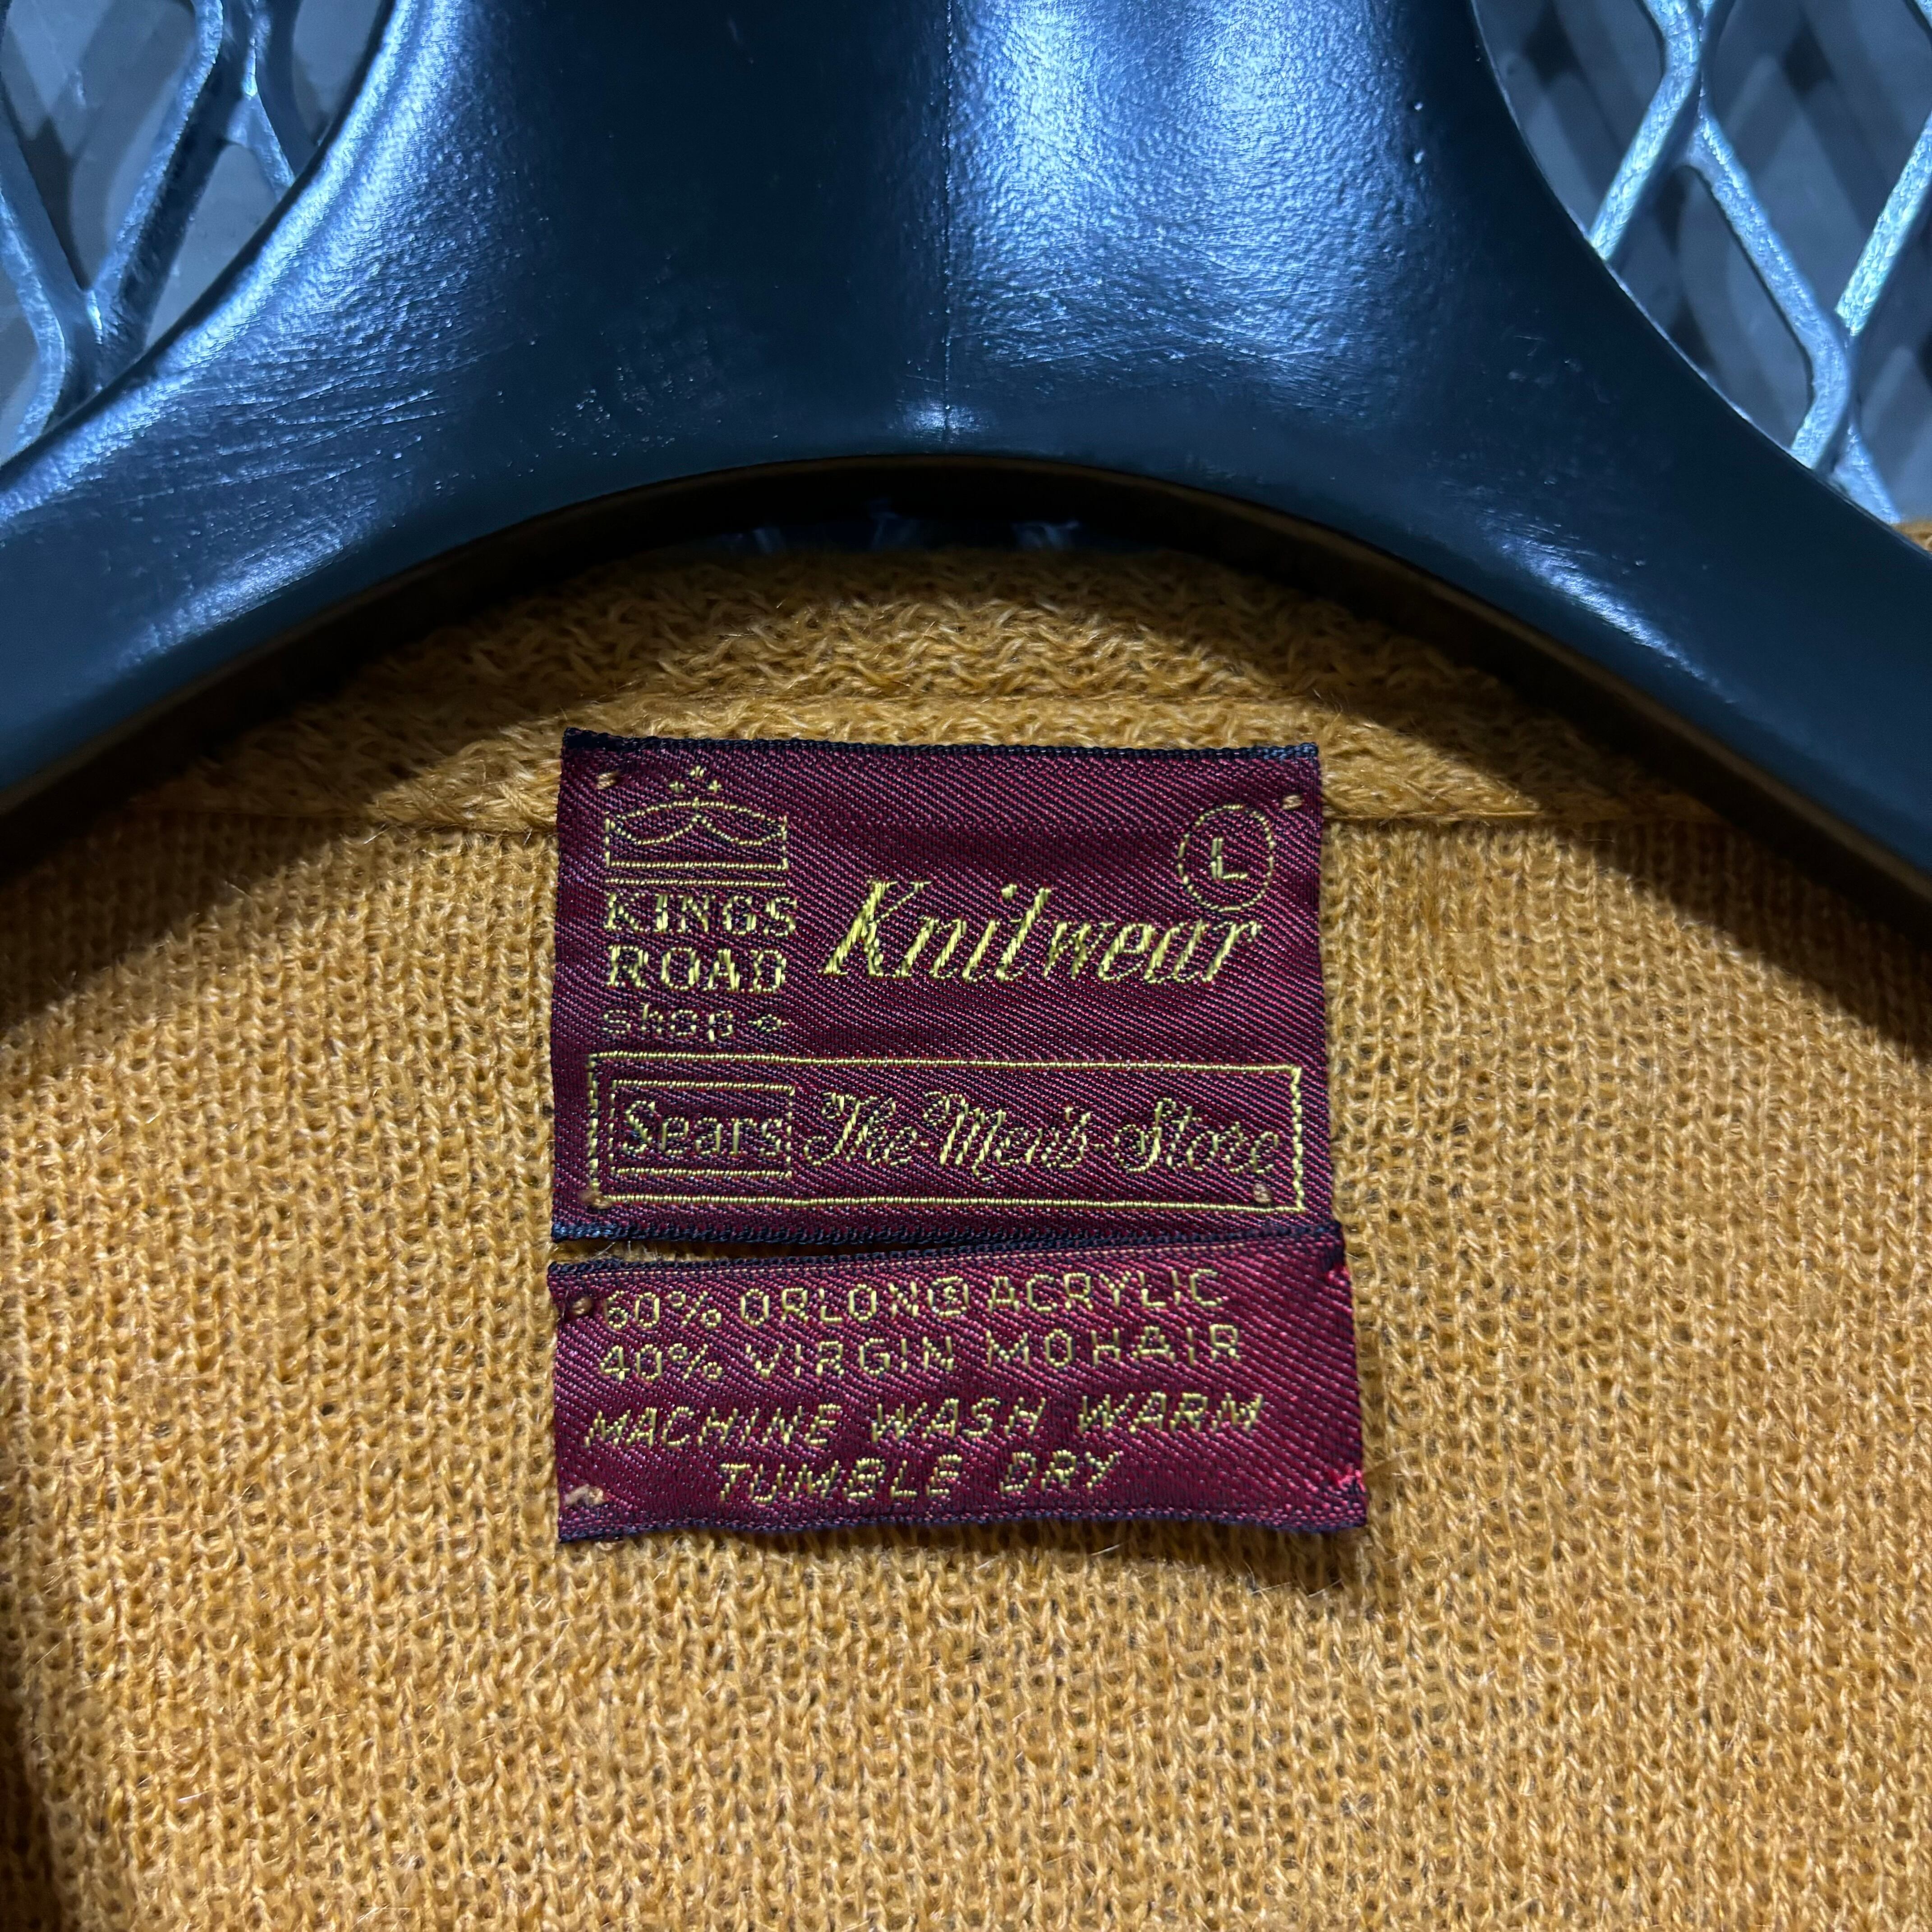 L
KINGS
ROAD
shop
Knitwear
Sears The Men's Store
60% ORLON® ACRYLIC
40% VIRGIN MOHAIR
MACHINE WASH WARM
TUMBLE DRY